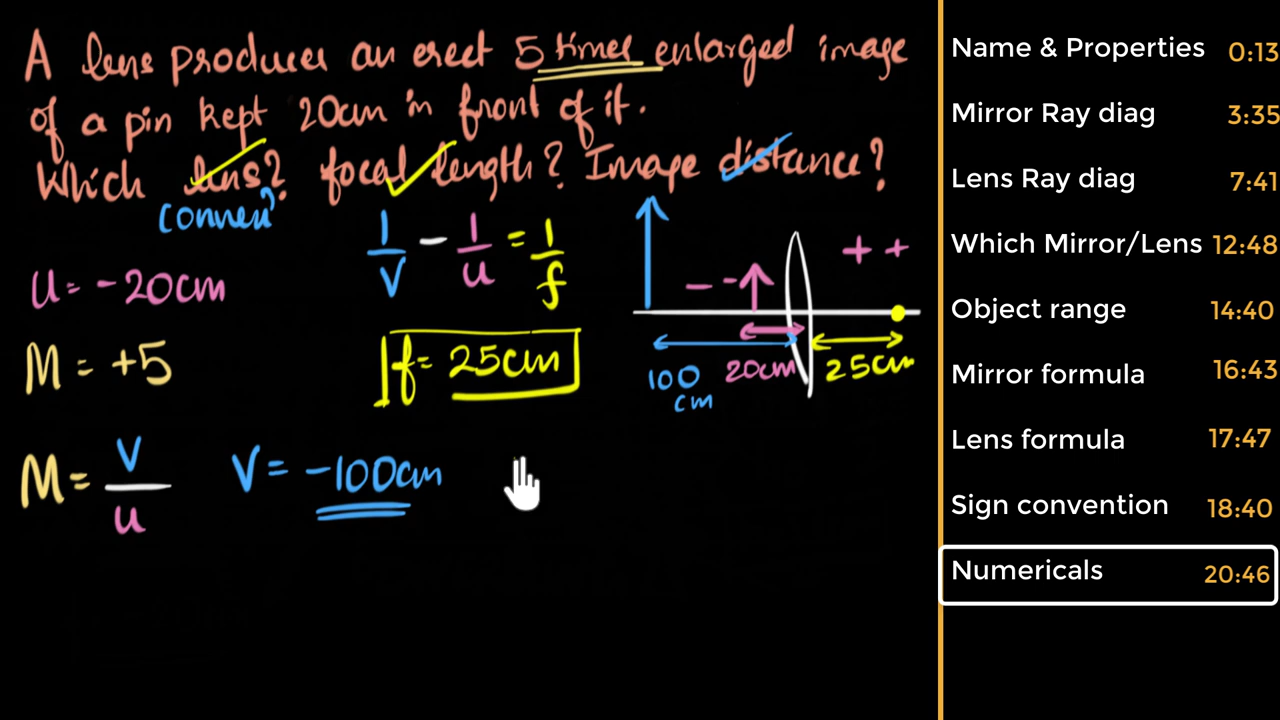 A lens produces an erect 5 times enlarged image
of a pin kept 20cm in front of it.
Which lens? focal length? Image distance?
Convex
1/V - 1/u = 1/f
u = -20cm
M = +5
f = 25cm
M = V/u
V = -100cm
- -
+ +
100 cm
20cm
25cm
Name & Properties 0:13
Mirror Ray diag 3:35
Lens Ray diag 7:41
Which Mirror/Lens 12:48
Object range 14:40
Mirror formula 16:43
Lens formula 17:47
Sign convention 18:40
Numericals 20:46